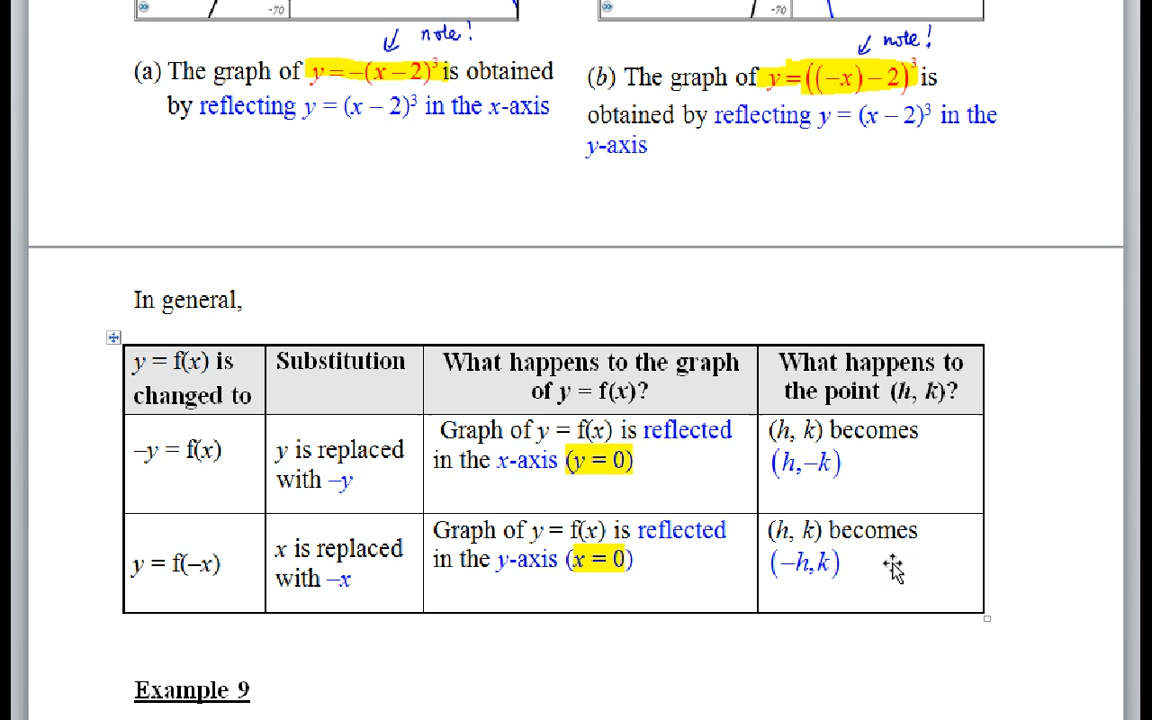 -70
-70
note!
note!
(a) The graph of y = –(x – 2)³ is obtained
by reflecting y = (x – 2)³ in the x-axis
(b) The graph of y = ((–x) – 2)³ is
obtained by reflecting y = (x – 2)³ in the
y-axis
In general,
y = f(x) is
changed to
Substitution
What happens to the graph
of y = f(x)?
What happens to
the point (h, k)?
–y = f(x)
y is replaced
with –y
Graph of y = f(x) is reflected
in the x-axis (y = 0)
(h, k) becomes
(h,–k)
y = f(–x)
x is replaced
with –x
Graph of y = f(x) is reflected
in the y-axis (x = 0)
(h, k) becomes
(–h,k)
Example 9